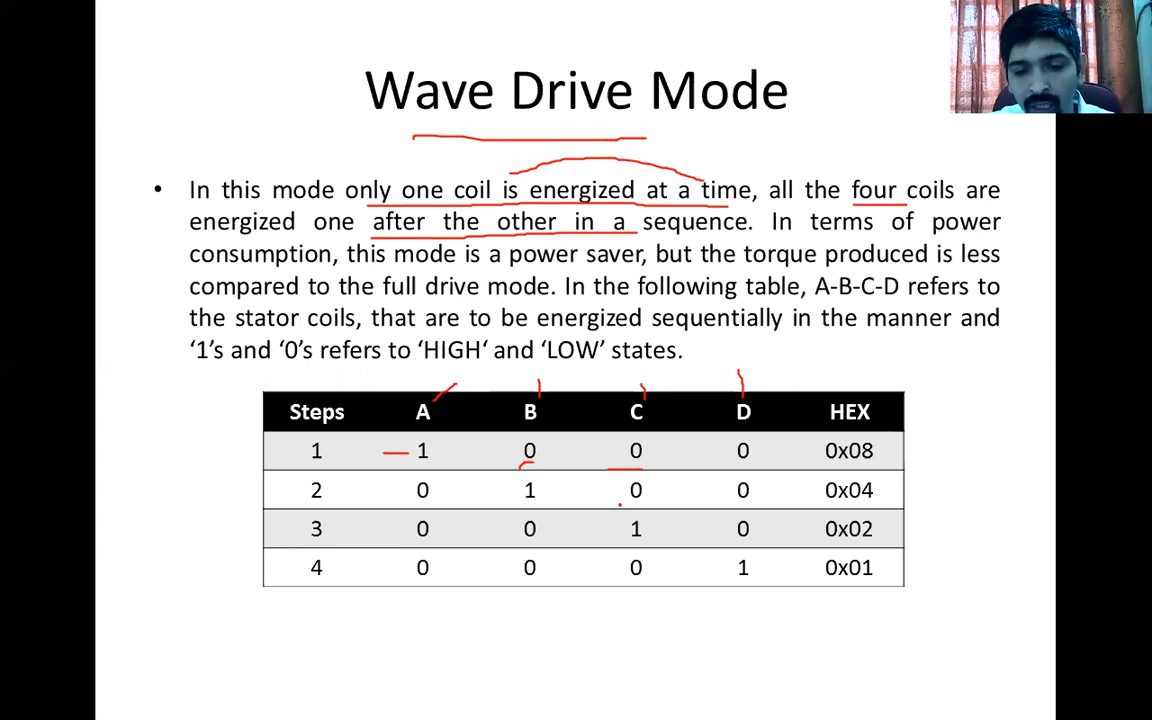 Wave Drive Mode
• In this mode only one coil is energized at a time, all the four coils are
energized one after the other in a sequence. In terms of power
consumption, this mode is a power saver, but the torque produced is less
compared to the full drive mode. In the following table, A-B-C-D refers to
the stator coils, that are to be energized sequentially in the manner and
‘1’s and ‘0’s refers to ‘HIGH‘ and ‘LOW’ states.
Steps A B C D HEX
1 1 0 0 0 0x08
2 0 1 0 0 0x04
3 0 0 1 0 0x02
4 0 0 0 1 0x01